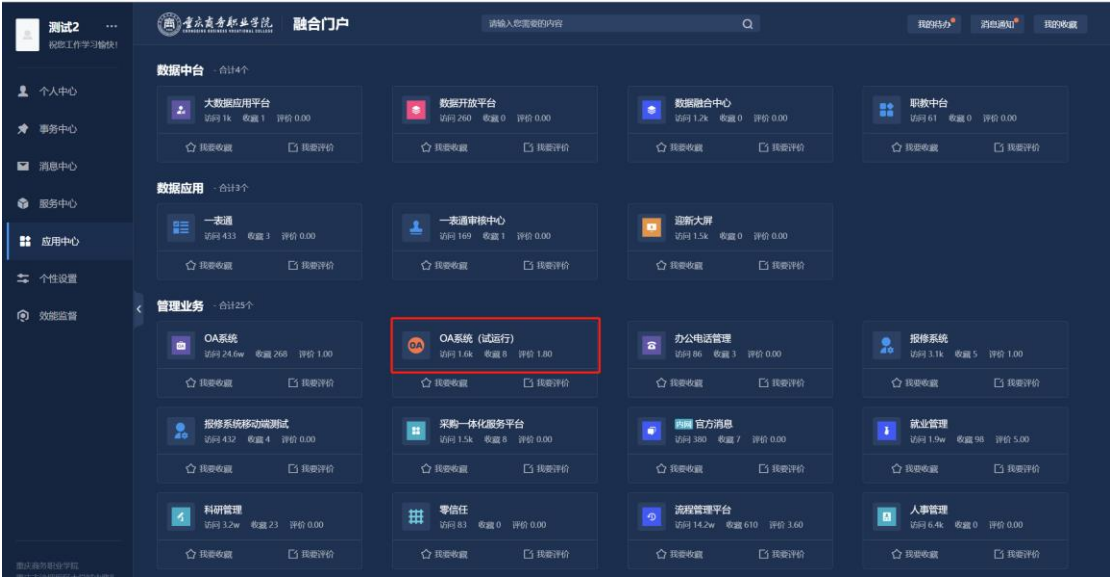 测试2 ...
祝您工作学习愉快!
重庆商务职业学院 融合门户
CHONGQING BUSINESS VOCATIONAL COLLEGE
请输入您需要的内容
我的待办 消息通知 我的收藏
个人中心
事务中心
消息中心
服务中心
应用中心
个性设置
效能监督
数据中台 - 合计4个
大数据应用平台 数据开放平台 数据融合中心 职教中台
访问 1k 收藏 1 评价 0.00 访问 260 收藏 0 评价 0.00 访问 1.2k 收藏 0 评价 0.00 访问 61 收藏 0 评价 0.00
我要收藏 我要评价 我要收藏 我要评价 我要收藏 我要评价 我要收藏 我要评价
数据应用 - 合计3个
一表通 一表通审核中心 迎新大屏
访问 433 收藏 3 评价 0.00 访问 169 收藏 1 评价 0.00 访问 1.5k 收藏 0 评价 0.00
我要收藏 我要评价 我要收藏 我要评价 我要收藏 我要评价
管理业务 - 合计25个
OA系统 OA OA系统（试运行） 办公电话管理 报修系统
访问 24.6w 收藏 268 评价 1.00 访问 1.6k 收藏 8 评价 1.80 访问 86 收藏 3 评价 0.00 访问 3.1k 收藏 5 评价 1.00
我要收藏 我要评价 我要收藏 我要评价 我要收藏 我要评价 我要收藏 我要评价
报修系统移动端测试 采购一体化服务平台 内网 官方消息 就业管理
访问 432 收藏 4 评价 0.00 访问 1.5k 收藏 8 评价 0.00 访问 380 收藏 7 评价 0.00 访问 1.9w 收藏 98 评价 5.00
我要收藏 我要评价 我要收藏 我要评价 我要收藏 我要评价 我要收藏 我要评价
科研管理 零信任 流程管理平台 人事管理
访问 3.2w 收藏 23 评价 0.00 访问 83 收藏 0 评价 0.00 访问 14.2w 收藏 610 评价 3.60 访问 6.4k 收藏 0 评价 0.00
我要收藏 我要评价 我要收藏 我要评价 我要收藏 我要评价 我要收藏 我要评价
重庆商务职业学院